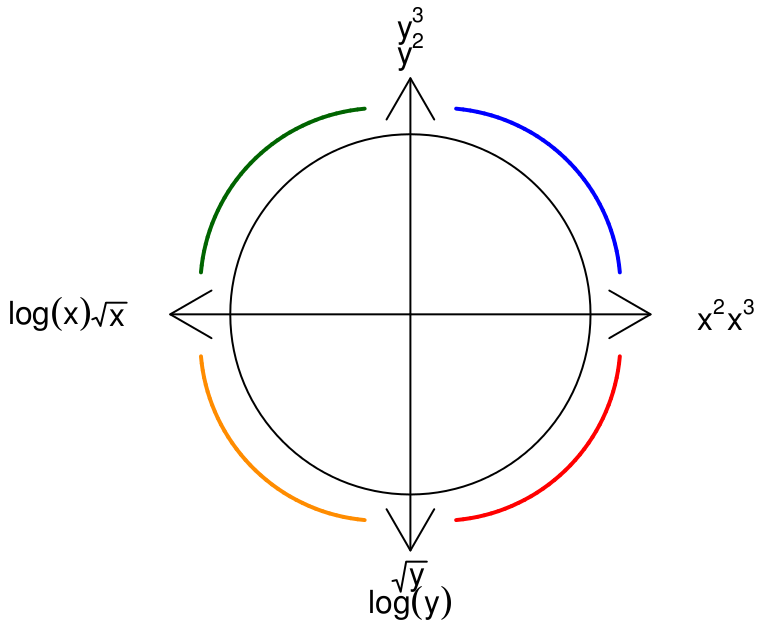 y³
y²
log(x)√x
x²x³
√y
log(y)